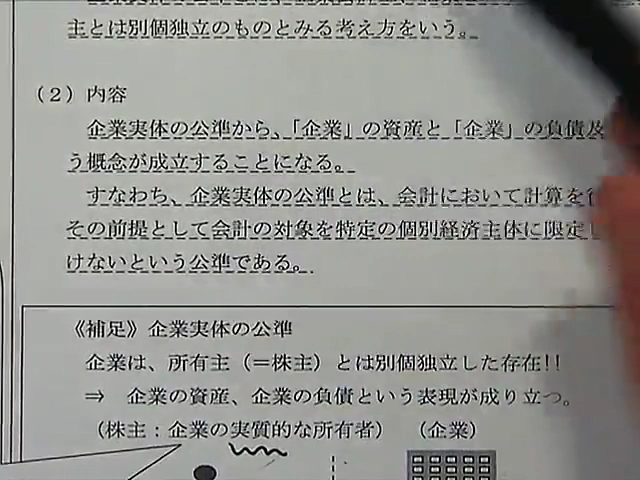 主とは別個独立のものとみる考え方をいう。
（２）内容
企業実体の公準から、「企業」の資産と「企業」の負債及
う概念が成立することになる。
すなわち、企業実体の公準とは、会計において計算を行
その前提として会計の対象を特定の個別経済主体に限定し
けないという公準である。
《補足》企業実体の公準
企業は、所有主（＝株主）とは別個独立した存在!!
⇒ 企業の資産、企業の負債という表現が成り立つ。
（株主：企業の実質的な所有者） （企業）